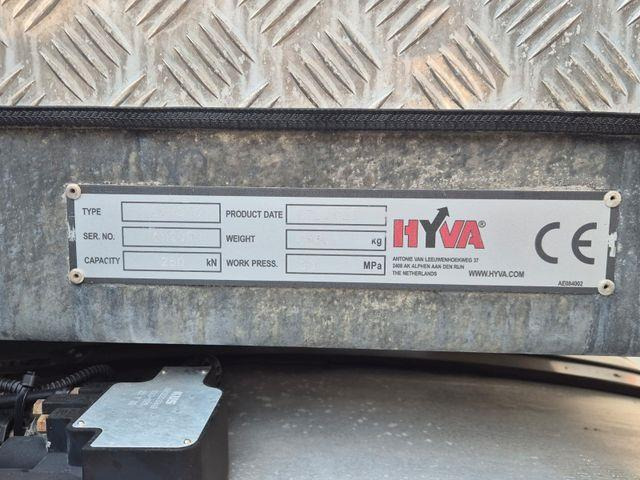 TYPE
PRODUCT DATE
SER. NO.
WEIGHT kg
CAPACITY kN
WORK PRESS. MPa
HYVA®
ANTONIE VAN LEEUWENHOEKWEG 37
2408 AK ALPHEN AAN DEN RIJN
THE NETHERLANDS
WWW.HYVA.COM
CE
AE084002